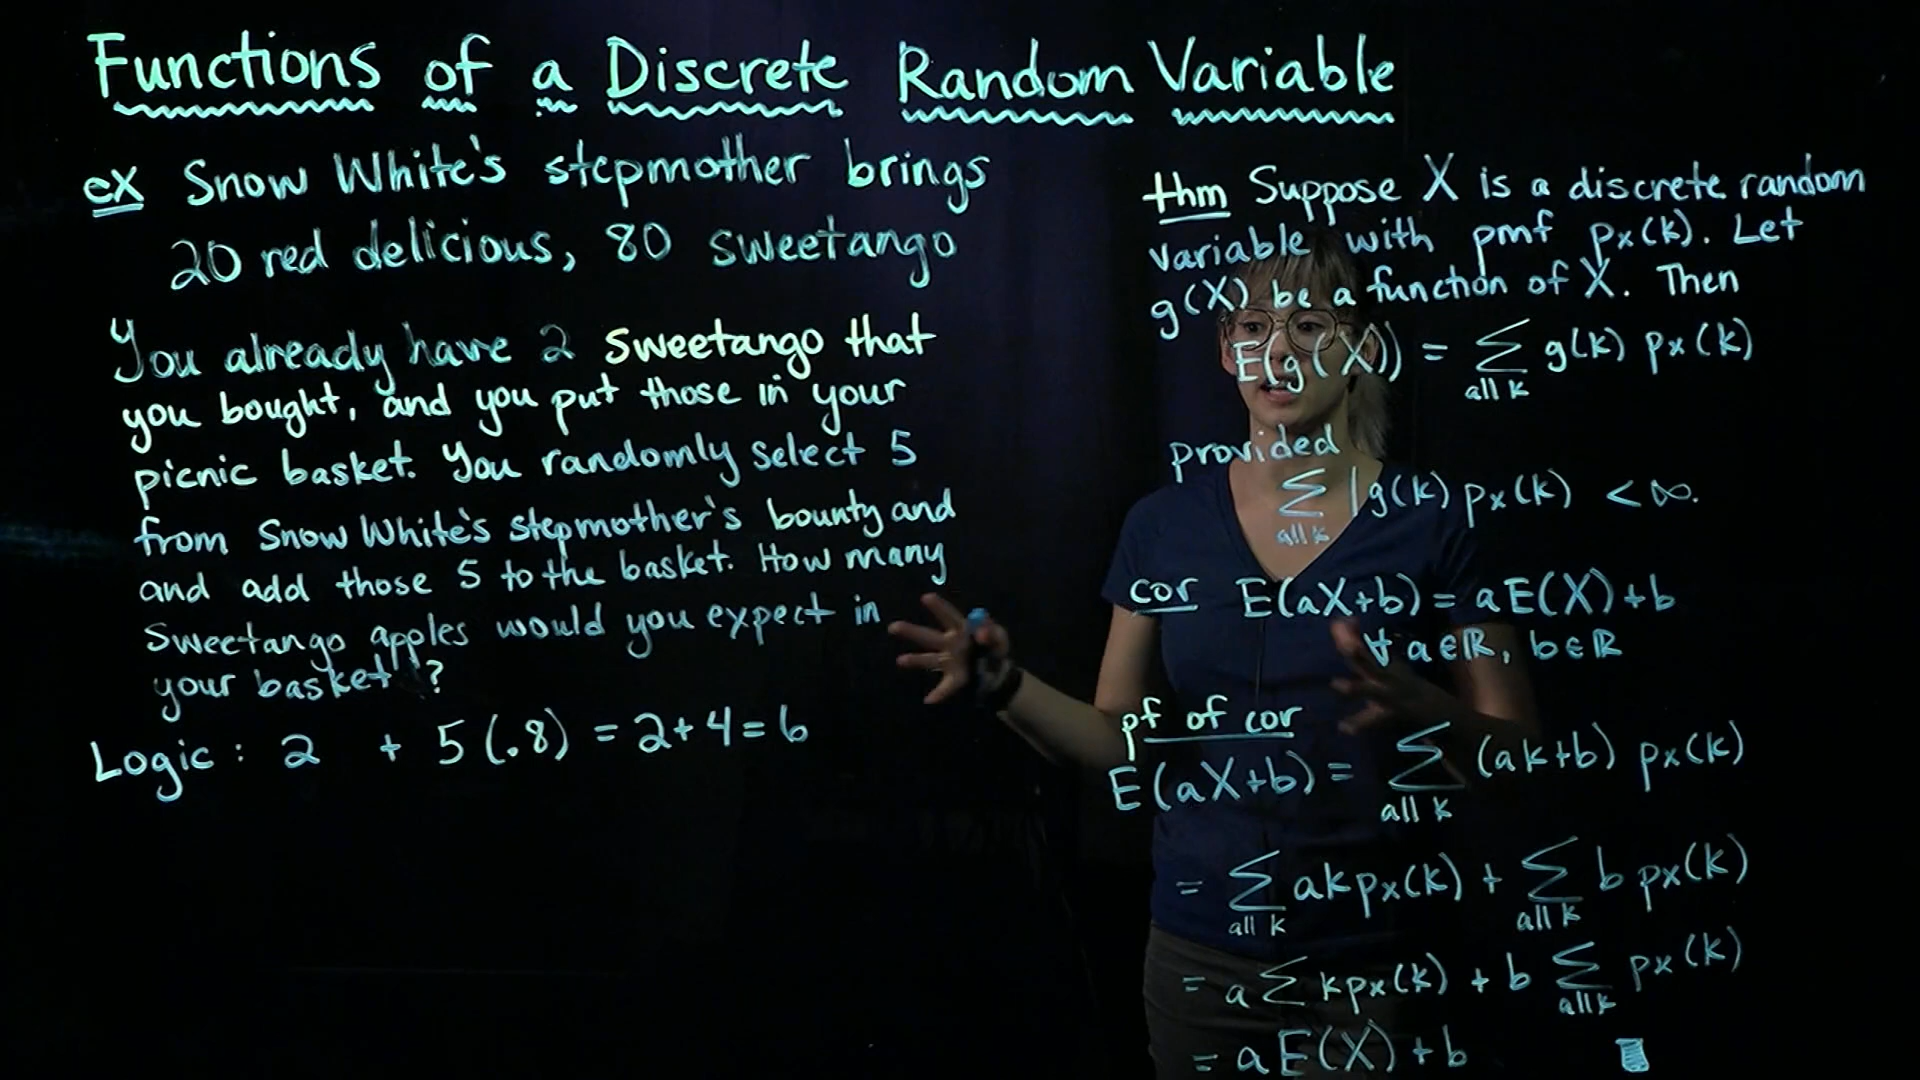 Functions of a Discrete Random Variable
ex Snow White's stepmother brings
20 red delicious, 80 sweetango
You already have 2 sweetango that
you bought, and you put those in your
picnic basket. You randomly select 5
from Snow White's stepmother's bounty and
and add those 5 to the basket. How many
Sweetango apples would you expect in
your basket?
Logic: 2 + 5(.8) = 2+4=6
thm Suppose X is a discrete random
variable with pmf px(k). Let
g(X) be a function of X. Then
E(g(X)) = Σ g(k) px(k)
all k
provided
Σ |g(k) px(k) < ∞.
all k
cor E(aX+b) = aE(X)+b
∀ a∈ℝ, b∈ℝ
pf of cor
E(aX+b) = Σ (ak+b) px(k)
all k
= Σ akpx(k) + Σ b px(k)
all k all k
= a Σ kpx(k) + b Σ px(k)
all k
= aE(X)+b